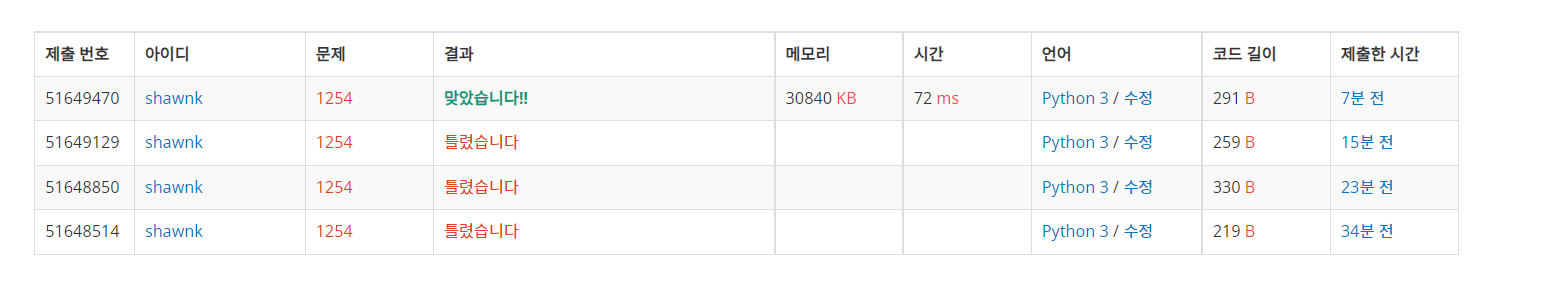 제출 번호 아이디 문제 결과 메모리 시간 언어 코드 길이 제출한 시간
51649470 shawnk 1254 맞았습니다!! 30840 KB 72 ms Python 3 / 수정 291 B 7분 전
51649129 shawnk 1254 틀렸습니다 Python 3 / 수정 259 B 15분 전
51648850 shawnk 1254 틀렸습니다 Python 3 / 수정 330 B 23분 전
51648514 shawnk 1254 틀렸습니다 Python 3 / 수정 219 B 34분 전